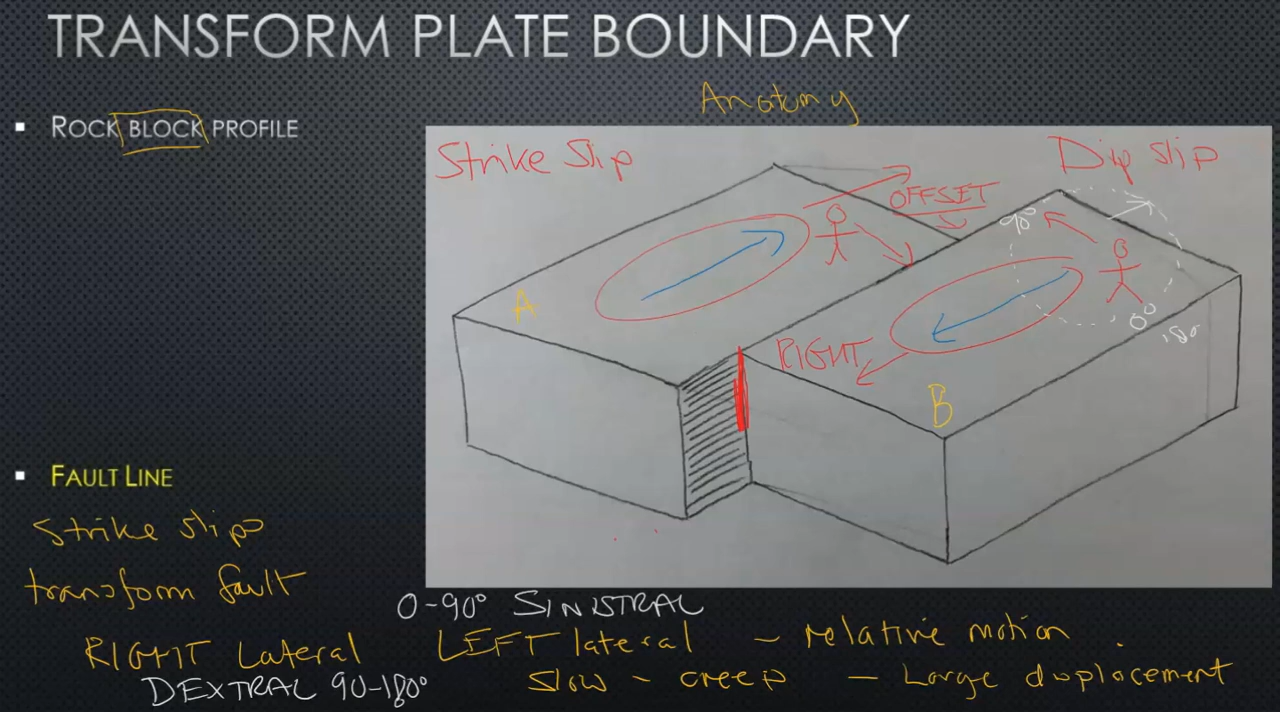 TRANSFORM PLATE BOUNDARY
Anatomy
▪ ROCK BLOCK PROFILE
Strike Slip
Dip slip
OFFSET
90°
A
0°
180
RIGHT
B
▪ FAULT LINE
Strike slip
transform fault
0-90° SINISTRAL
RIGHT Lateral LEFT lateral - relative motion
DEXTRAL 90-180° Slow - creep - Large displacement